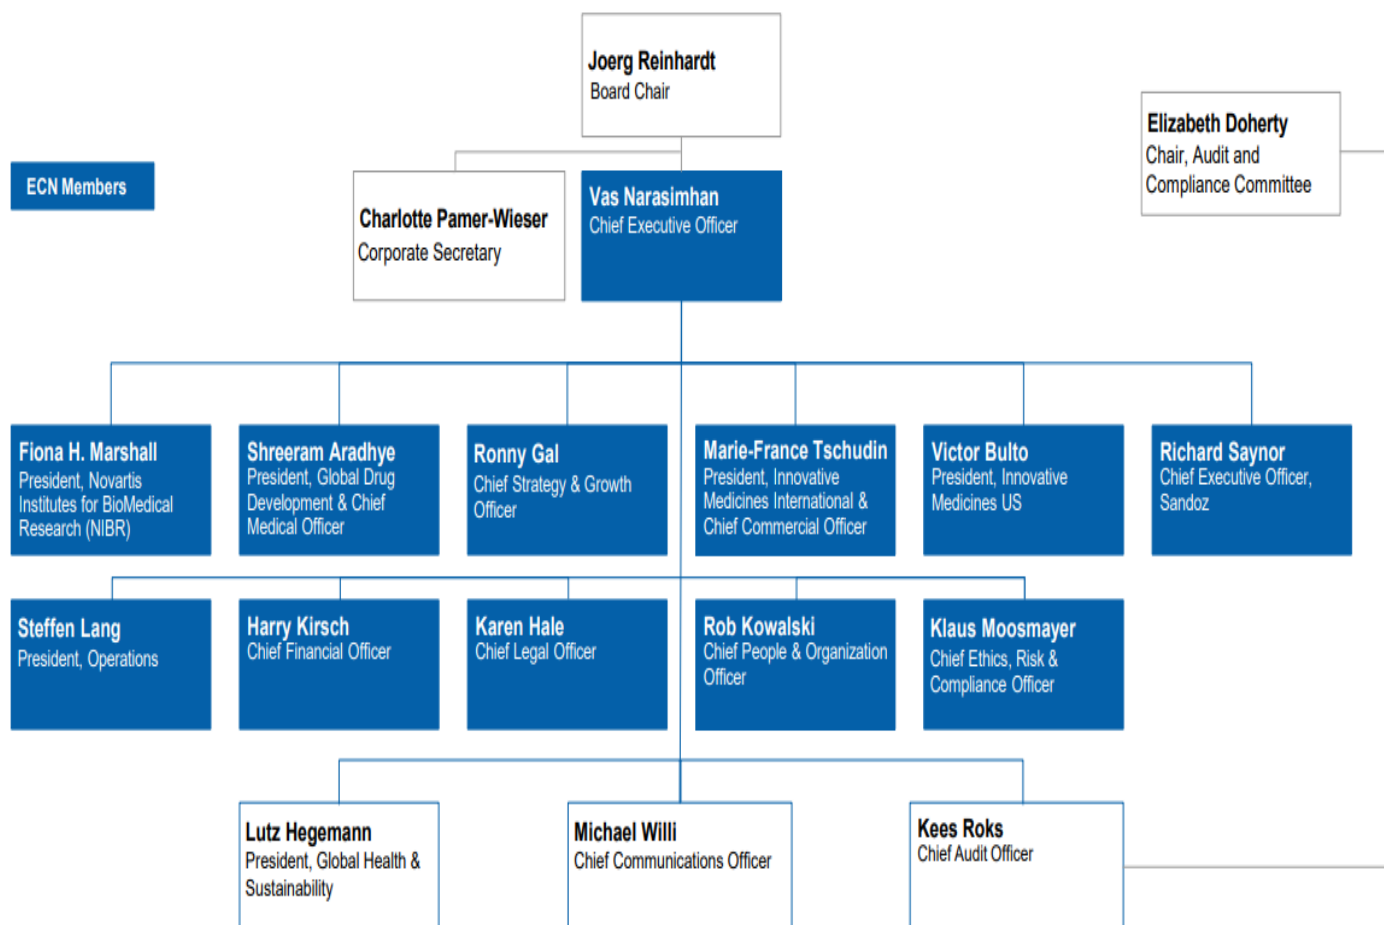 Joerg Reinhardt
Board Chair
Elizabeth Doherty
Chair, Audit and
Compliance Committee
ECN Members
Charlotte Pamer-Wieser
Corporate Secretary
Vas Narasimhan
Chief Executive Officer
Fiona H. Marshall
President, Novartis
Institutes for BioMedical
Research (NIBR)
Shreeram Aradhye
President, Global Drug
Development & Chief
Medical Officer
Ronny Gal
Chief Strategy & Growth
Officer
Marie-France Tschudin
President, Innovative
Medicines International &
Chief Commercial Officer
Victor Bulto
President, Innovative
Medicines US
Richard Saynor
Chief Executive Officer,
Sandoz
Steffen Lang
President, Operations
Harry Kirsch
Chief Financial Officer
Karen Hale
Chief Legal Officer
Rob Kowalski
Chief People & Organization
Officer
Klaus Moosmayer
Chief Ethics, Risk &
Compliance Officer
Lutz Hegemann
President, Global Health &
Sustainability
Michael Willi
Chief Communications Officer
Kees Roks
Chief Audit Officer